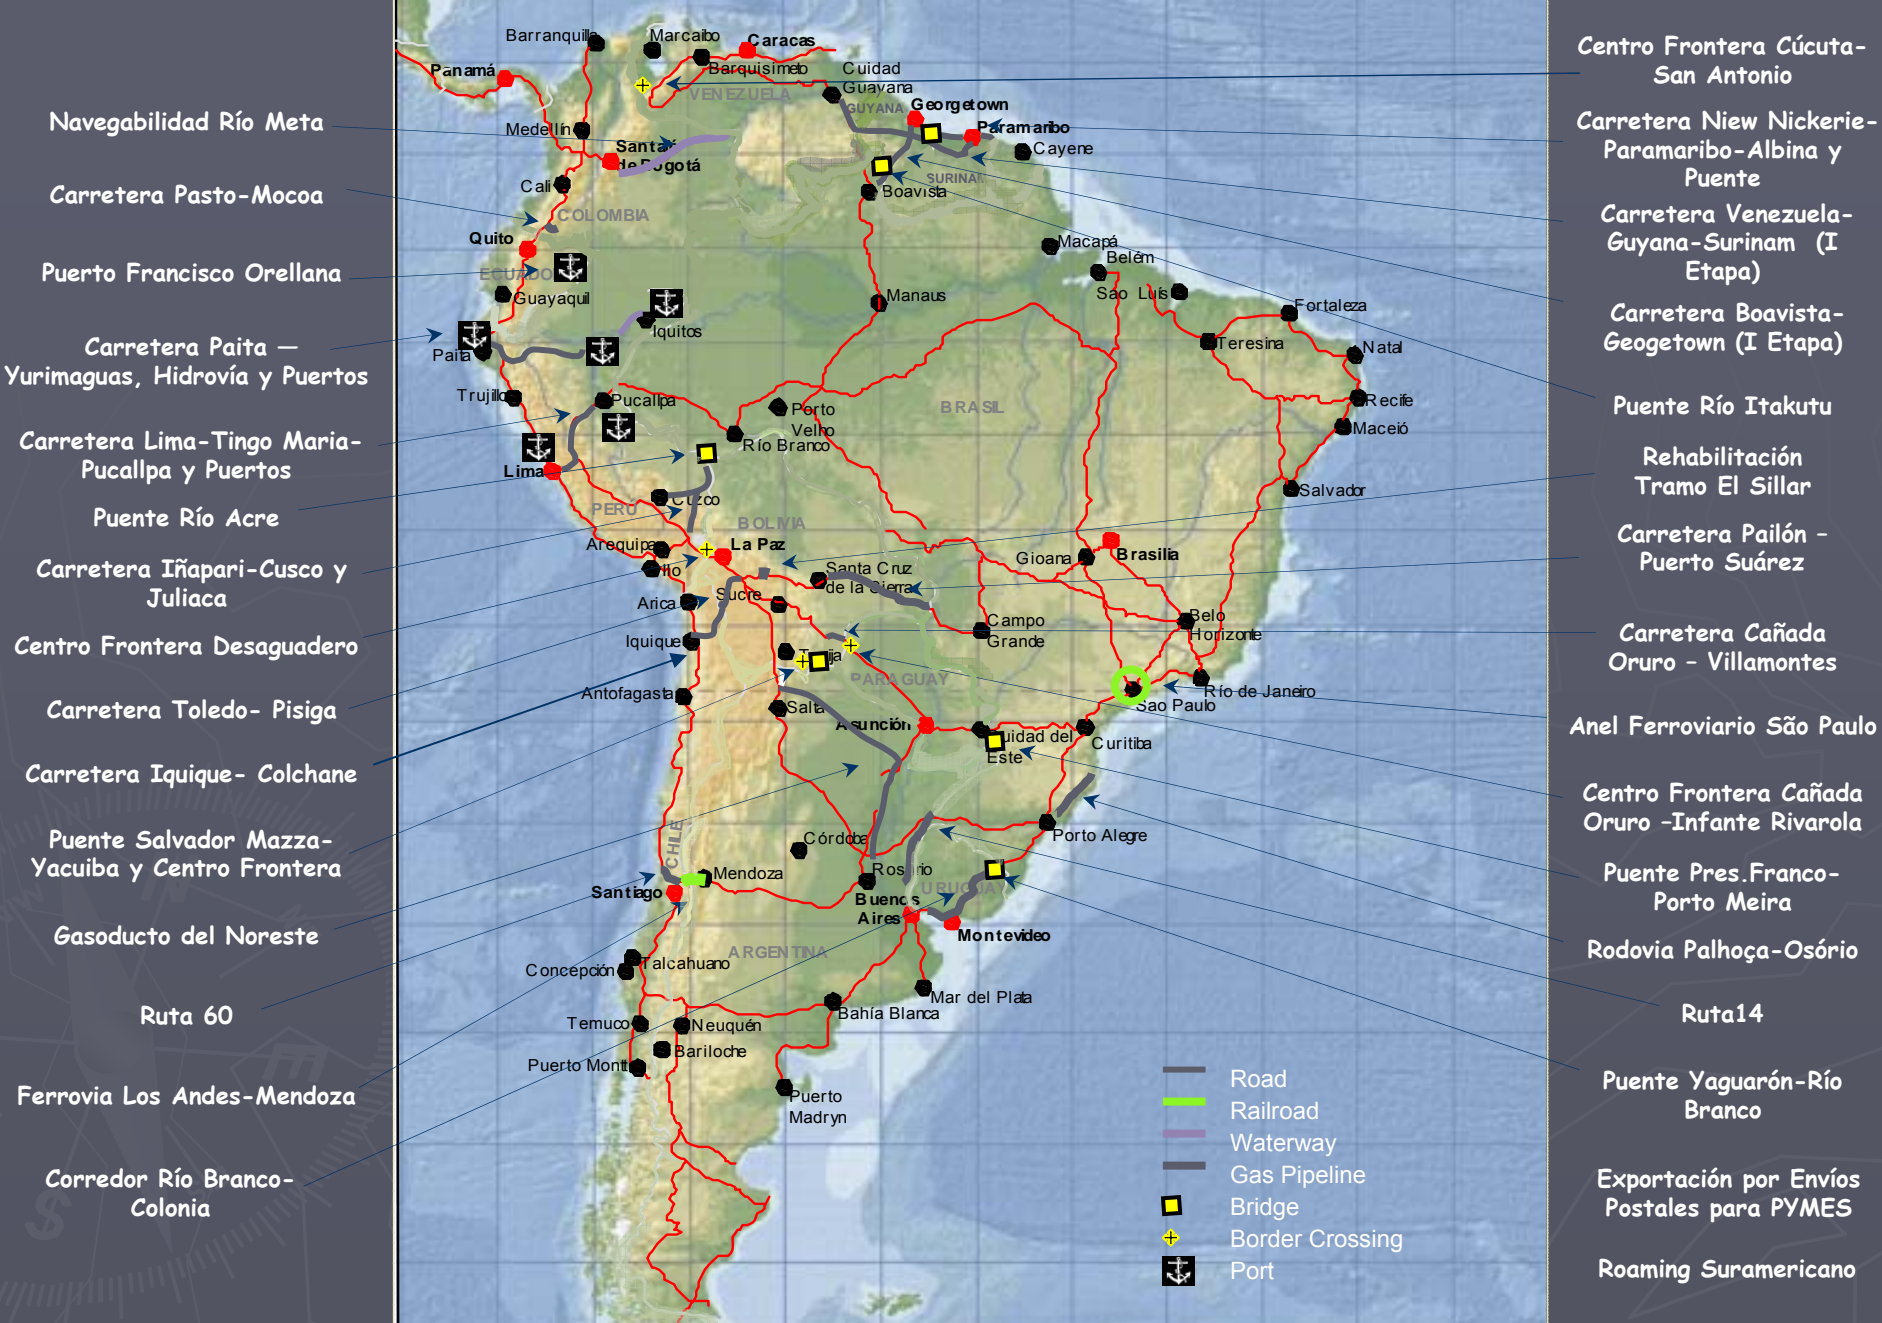 Navegabilidad Río Meta
Carretera Pasto-Mocoa
Puerto Francisco Orellana
Carretera Paita –
Yurimaguas, Hidrovía y Puertos
Carretera Lima-Tingo Maria-
Pucallpa y Puertos
Puente Río Acre
Carretera Iñapari-Cusco y
Juliaca
Centro Frontera Desaguadero
Carretera Toledo- Pisiga
Carretera Iquique- Colchane
Puente Salvador Mazza-
Yacuiba y Centro Frontera
Gasoducto del Noreste
Ruta 60
Ferrovia Los Andes-Mendoza
Corredor Río Branco-
Colonia
Barranquilla
Marcaibo
Caracas
Panamá
Barquisimeto
Cuidad
Guayana
VENEZUELA
GUYANA
Georgetown
Paramaribo
Medellín
Santafé
de Bogotá
Cayene
Cali
SURINAM
Boavista
COLOMBIA
Quito
Macapá
Belém
ECUADOR
Guayaquil
Manaus
Sao Luís
Fortaleza
Iquitos
Paita
Teresina
Natal
Trujillo
Pucallpa
Porto
Velho
BRASIL
Recife
Río Branco
Maceió
Lima
Cuzco
Salvador
PERÚ
BOLIVIA
Arequipa
La Paz
Gioana
Brasilia
Ilo
Santa Cruz
de la Sierra
Arica
Sucre
Campo
Grande
Belo
Horizonte
Iquique
Tarija
PARAGUAY
Antofagasta
Salta
Río de Janeiro
Sao Paulo
Asunción
Cuidad del
Este
Curitiba
CHILE
Córdoba
Porto Alegre
Mendoza
Rosario
Santiago
URUGUAY
Buenos
Aires
Montevideo
ARGENTINA
Concepción
Talcahuano
Mar del Plata
Bahía Blanca
Temuco
Neuquén
Bariloche
Puerto Montt
Puerto
Madryn
Road
Railroad
Waterway
Gas Pipeline
Bridge
Border Crossing
Port
Centro Frontera Cúcuta-
San Antonio
Carretera Niew Nickerie-
Paramaribo-Albina y
Puente
Carretera Venezuela-
Guyana-Surinam (I
Etapa)
Carretera Boavista-
Geogetown (I Etapa)
Puente Río Itakutu
Rehabilitación
Tramo El Sillar
Carretera Pailón –
Puerto Suárez
Carretera Cañada
Oruro – Villamontes
Anel Ferroviario São Paulo
Centro Frontera Cañada
Oruro –Infante Rivarola
Puente Pres.Franco-
Porto Meira
Rodovia Palhoça-Osório
Ruta14
Puente Yaguarón-Río
Branco
Exportación por Envíos
Postales para PYMES
Roaming Suramericano